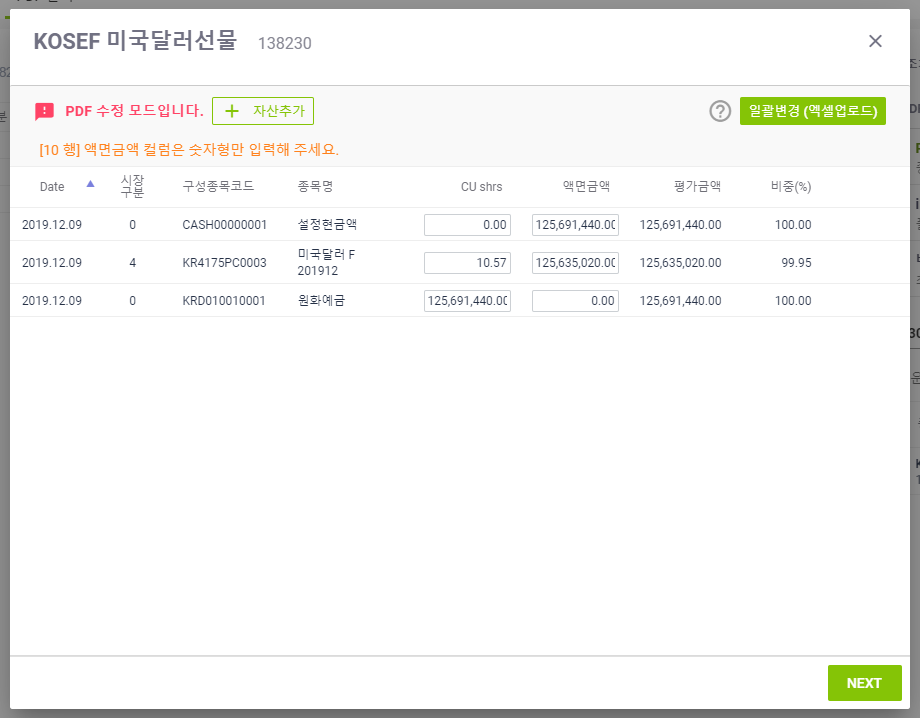 KOSEF 미국달러선물 138230
PDF 수정 모드입니다. + 자산추가 일괄변경 (엑셀업로드)
[10 행] 액면금액 컬럼은 숫자형만 입력해 주세요.
Date 시장구분 구성종목코드 종목명 CU shrs 액면금액 평가금액 비중(%)
2019.12.09 0 CASH00000001 설정현금액 0.00 125,691,440.00 125,691,440.00 100.00
2019.12.09 4 KR4175PC0003 미국달러 F 201912 10.57 125,635,020.00 125,635,020.00 99.95
2019.12.09 0 KRD010010001 원화예금 125,691,440.00 0.00 125,691,440.00 100.00
NEXT